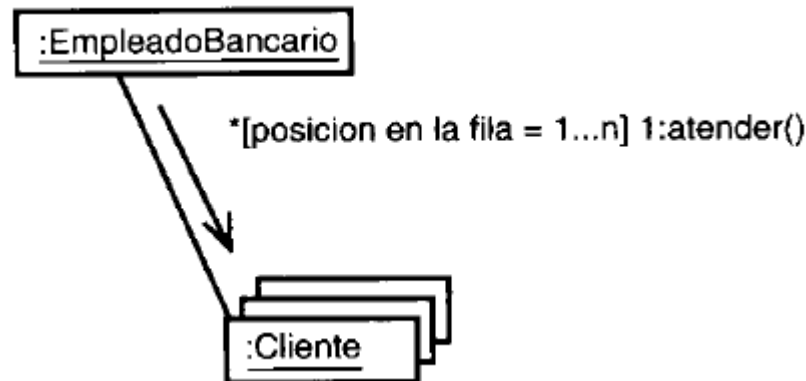 :EmpleadoBancario
*[posicion en la fila = 1...n] 1:atender()
:Cliente